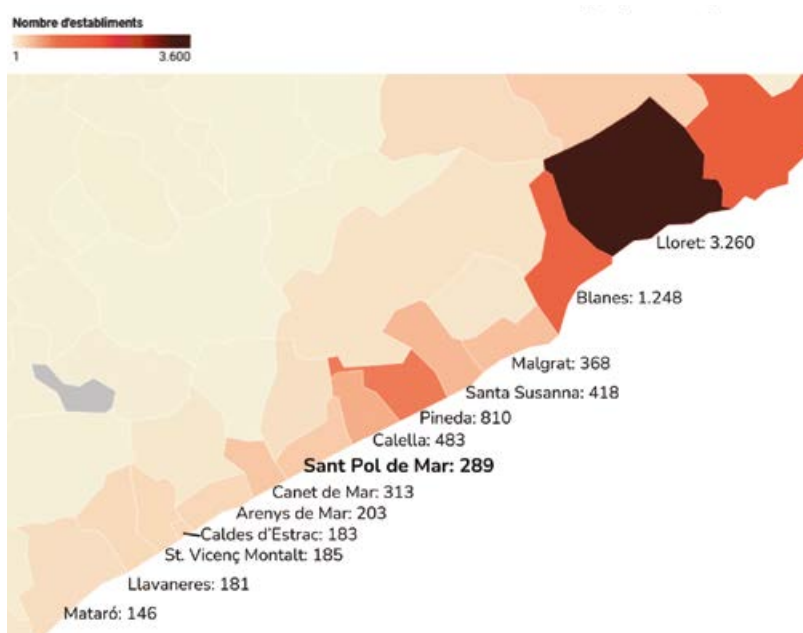 Nombre d'establiments
1 3.600
Lloret: 3.260
Blanes: 1.248
Malgrat: 368
Santa Susanna: 418
Pineda: 810
Calella: 483
Sant Pol de Mar: 289
Canet de Mar: 313
Arenys de Mar: 203
Caldes d'Estrac: 183
St. Vicenç Montalt: 185
Llavaneres: 181
Mataró: 146